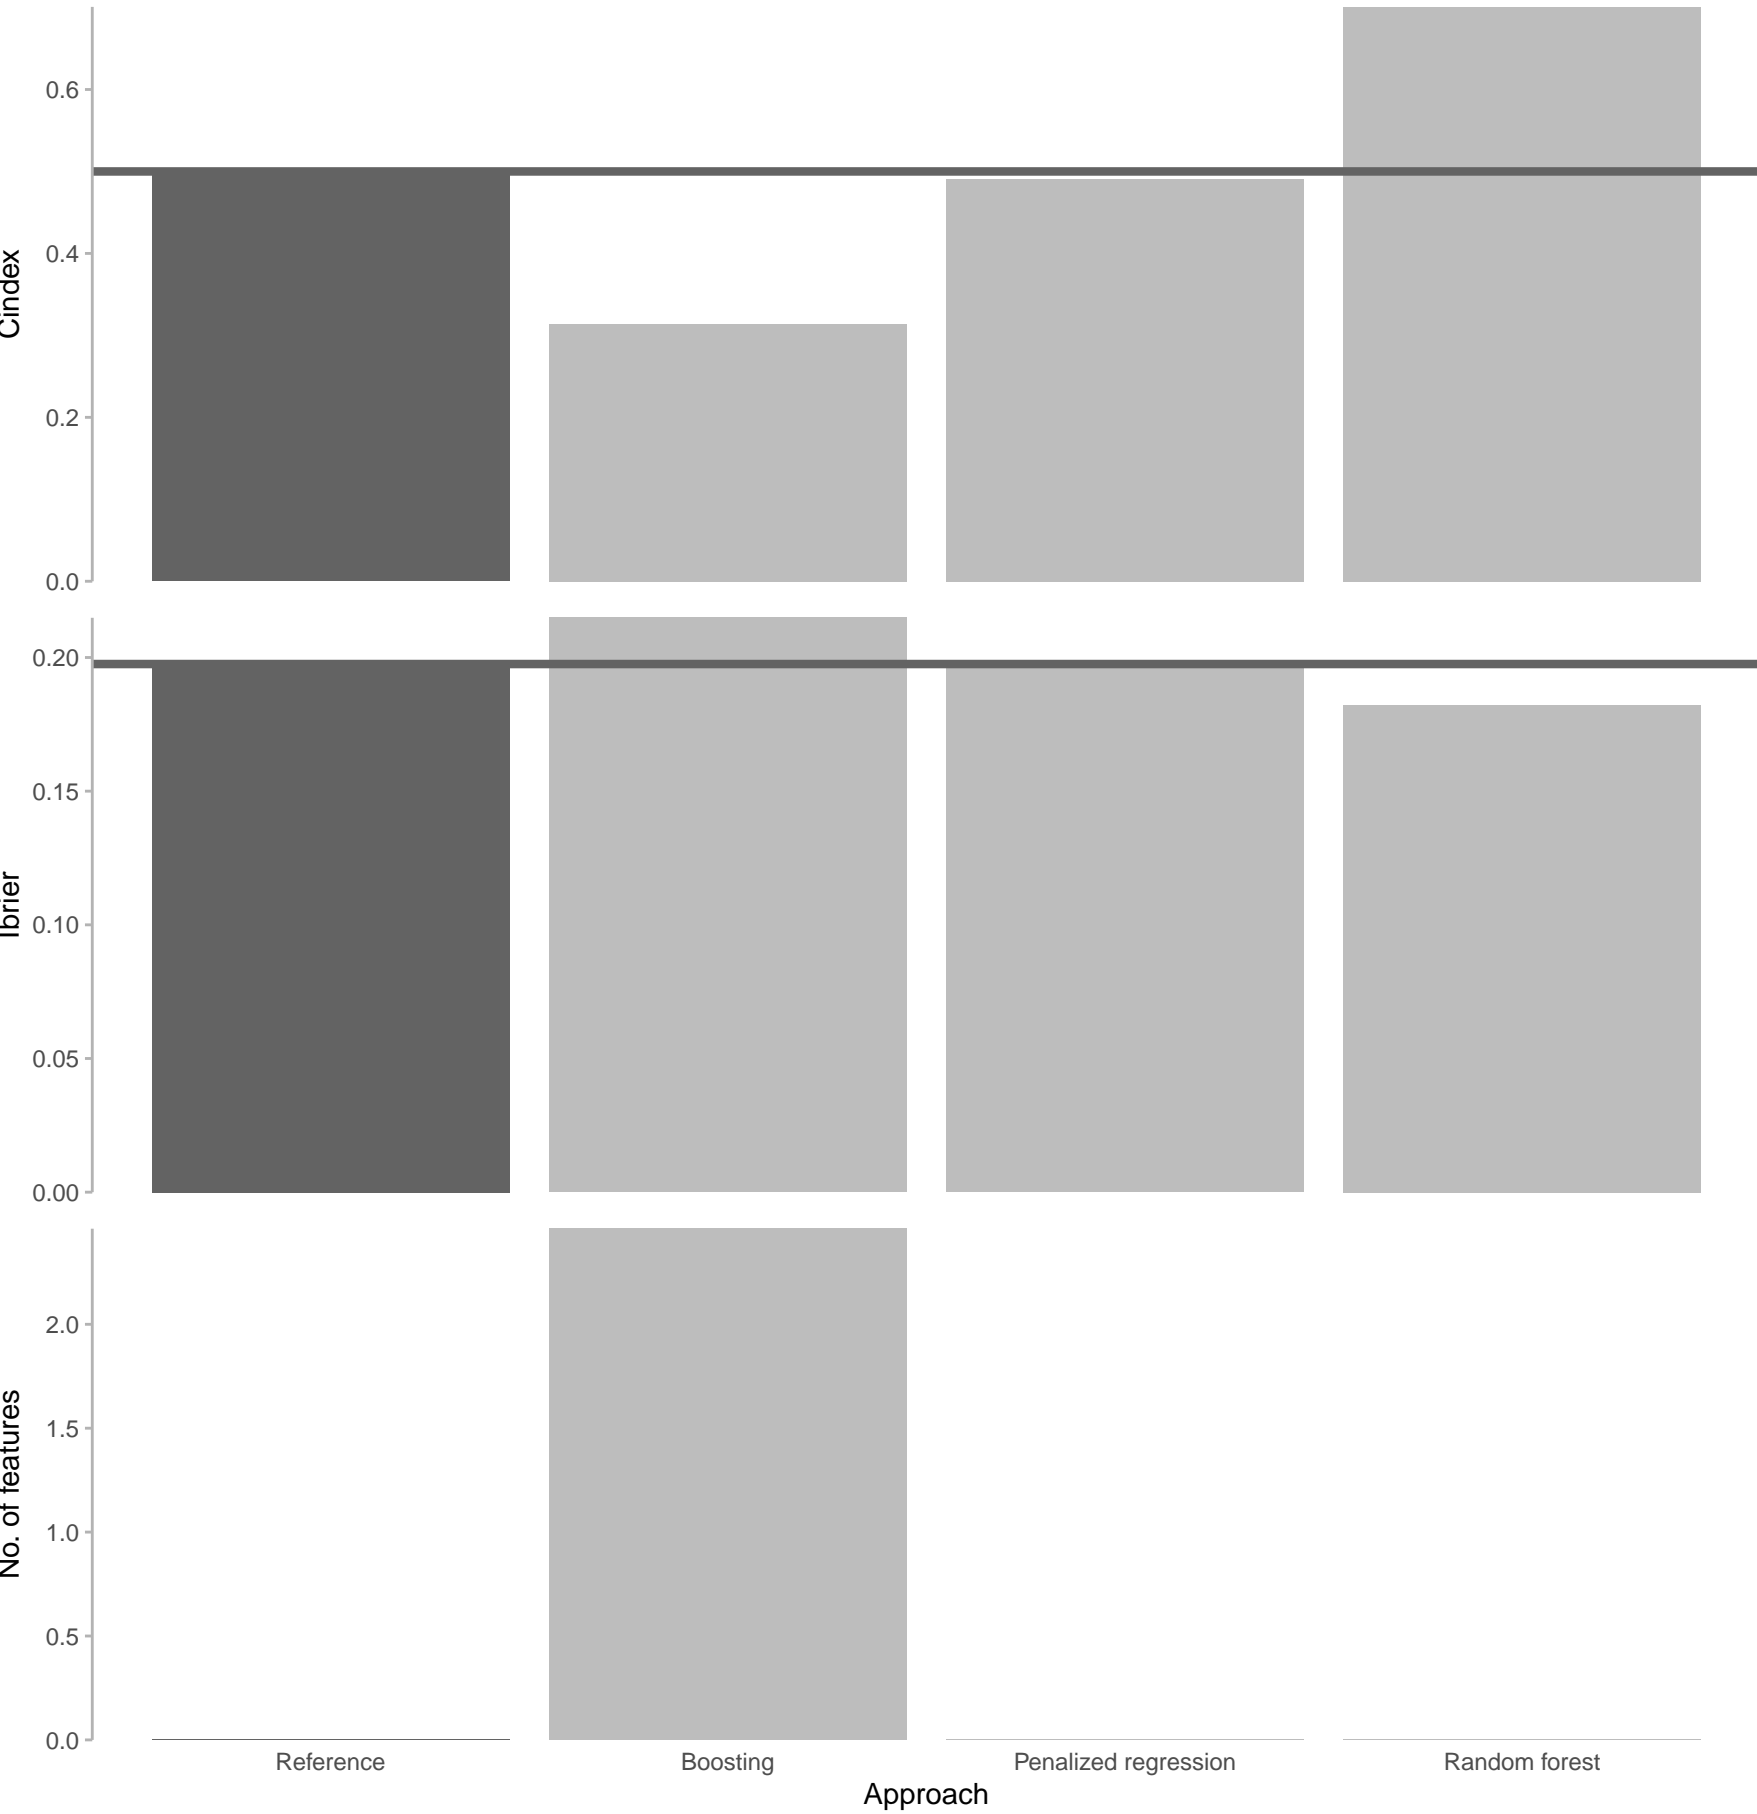 Cindex
0.6
0.4
0.2
0.0
Ibrier
0.20
0.15
0.10
0.05
0.00
No. of features
2.0
1.5
1.0
0.5
0.0
Reference Boosting Penalized regression Random forest
Approach